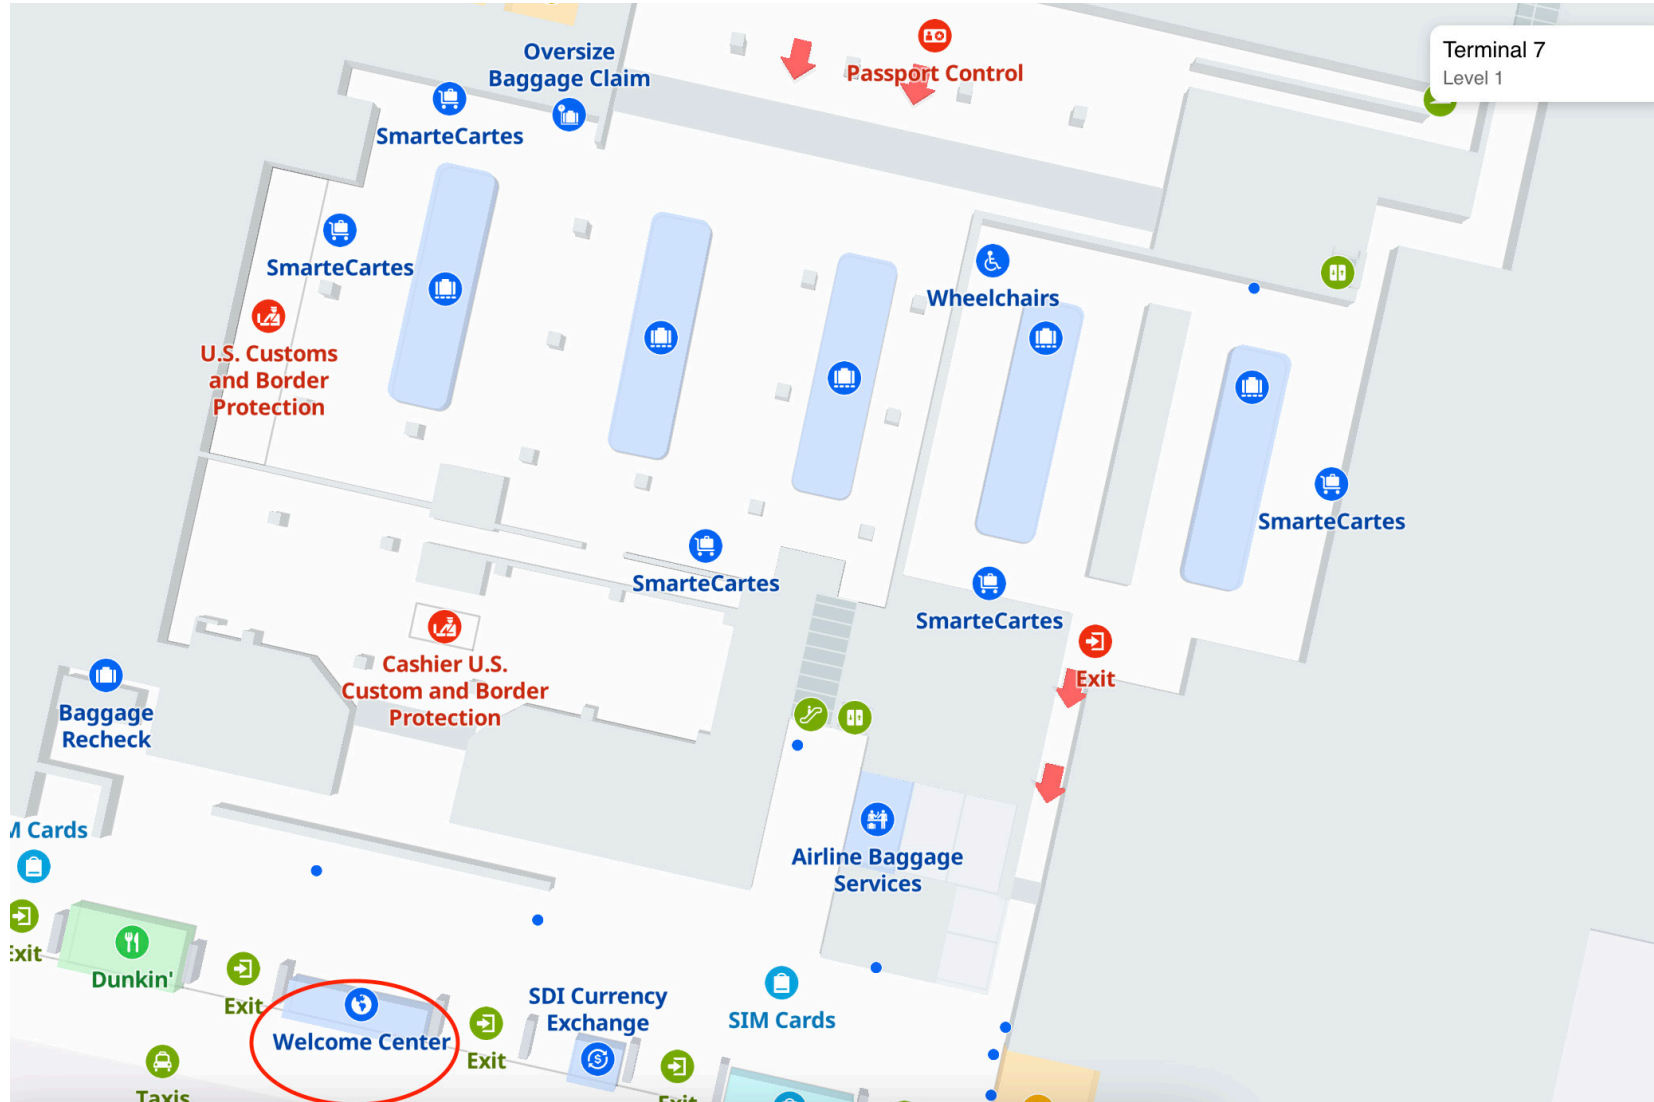 Oversize
Baggage Claim
Passport Control
Terminal 7
Level 1
SmarteCartes
SmarteCartes
Wheelchairs
U.S. Customs
and Border
Protection
SmarteCartes
SmarteCartes
SmarteCartes
Cashier U.S.
Custom and Border
Protection
Exit
Baggage
Recheck
M Cards
Airline Baggage
Services
Exit
Dunkin'
Exit
Welcome Center
SDI Currency
Exchange
SIM Cards
Exit
Taxis
Exit